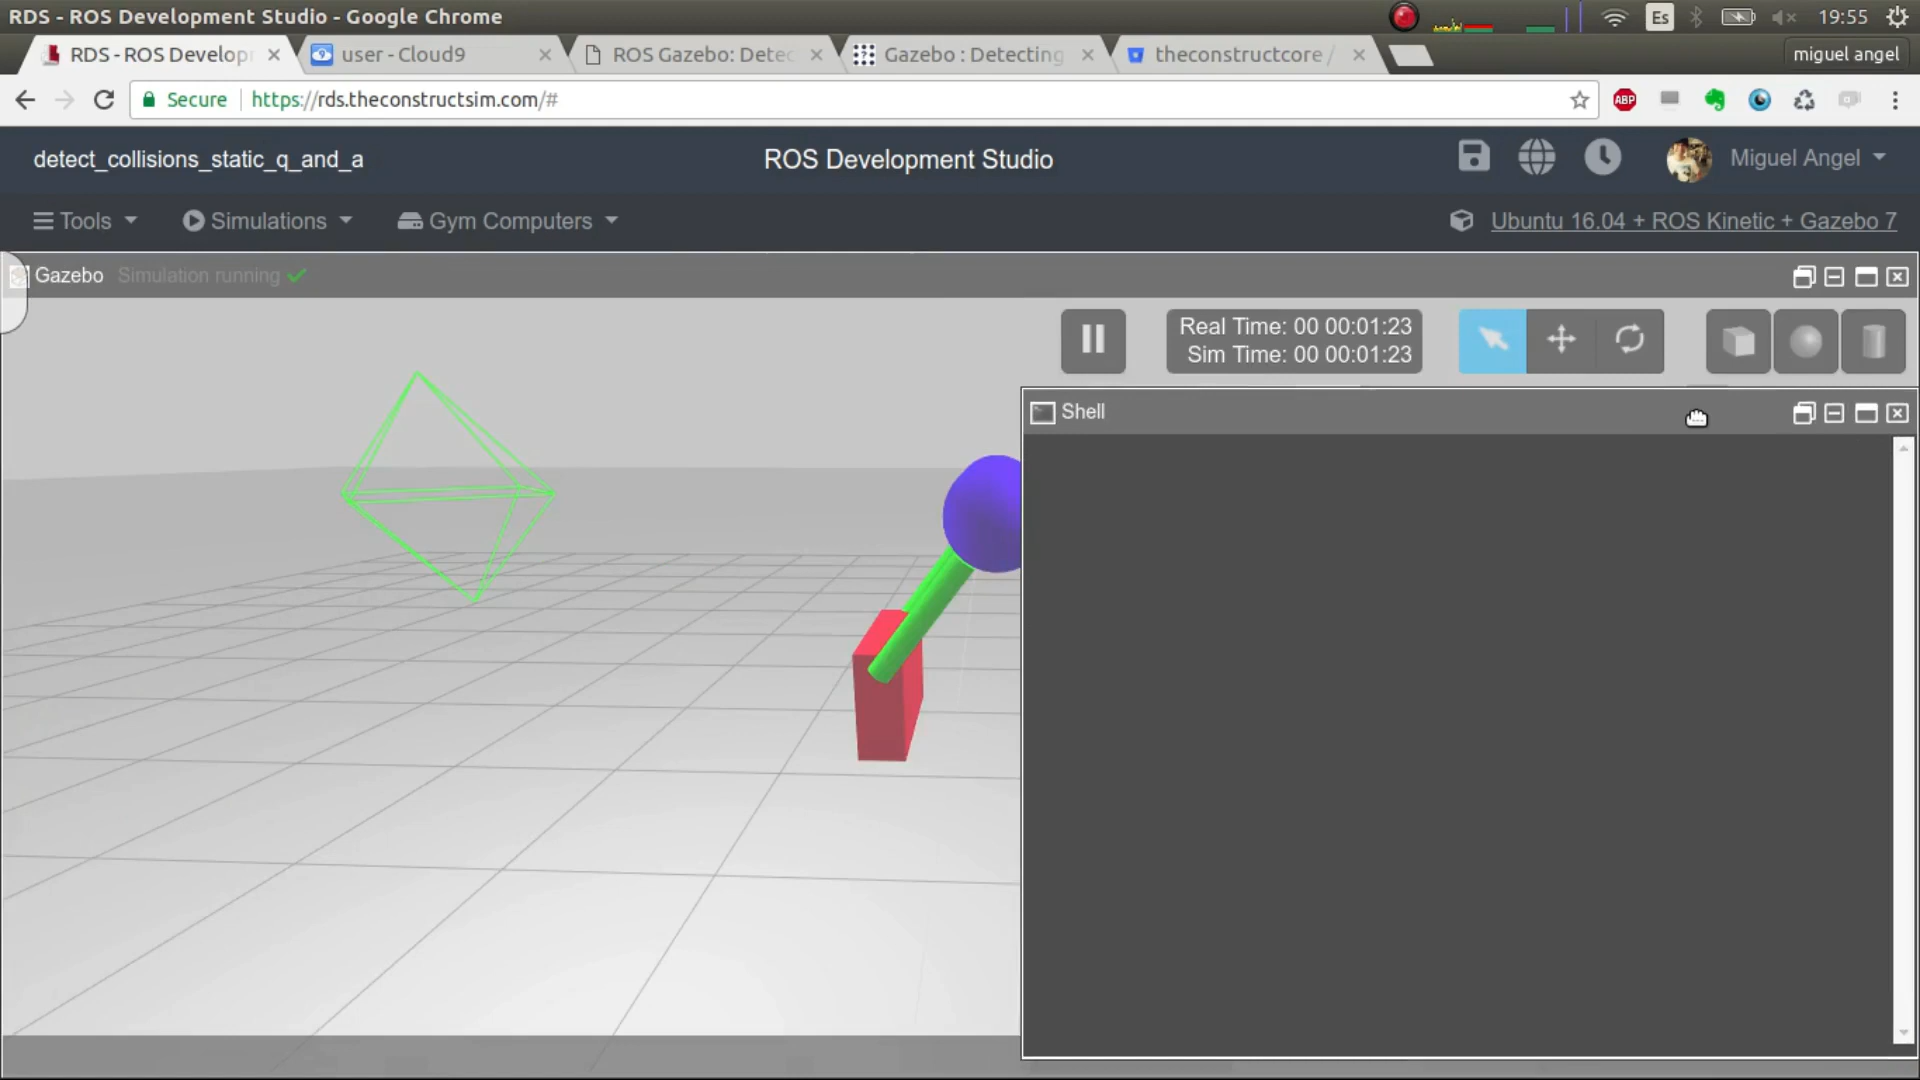 RDS - ROS Development Studio - Google Chrome
Es
19:55
RDS - ROS Develop
user - Cloud9
ROS Gazebo: Detec
Gazebo : Detecting
theconstructcore /
miguel angel
Secure
https://rds.theconstructsim.com/#
ABP
detect_collisions_static_q_and_a
ROS Development Studio
Miguel Angel
Tools
Simulations
Gym Computers
Ubuntu 16.04 + ROS Kinetic + Gazebo 7
Gazebo
Simulation running
Real Time: 00 00:01:23
Sim Time: 00 00:01:23
Shell